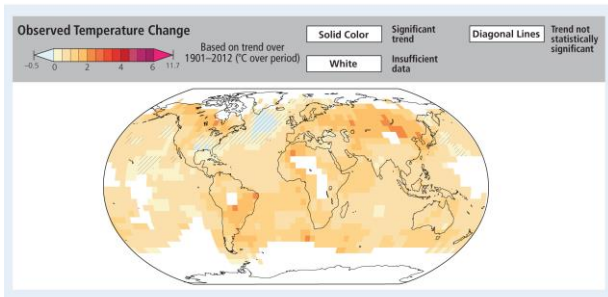 Observed Temperature Change
−0.5 0 2 4 6 11.7
Based on trend over
1901–2012 (°C over period)
Solid Color
Significant
trend
White
Insufficient
data
Diagonal Lines
Trend not
statistically
significant